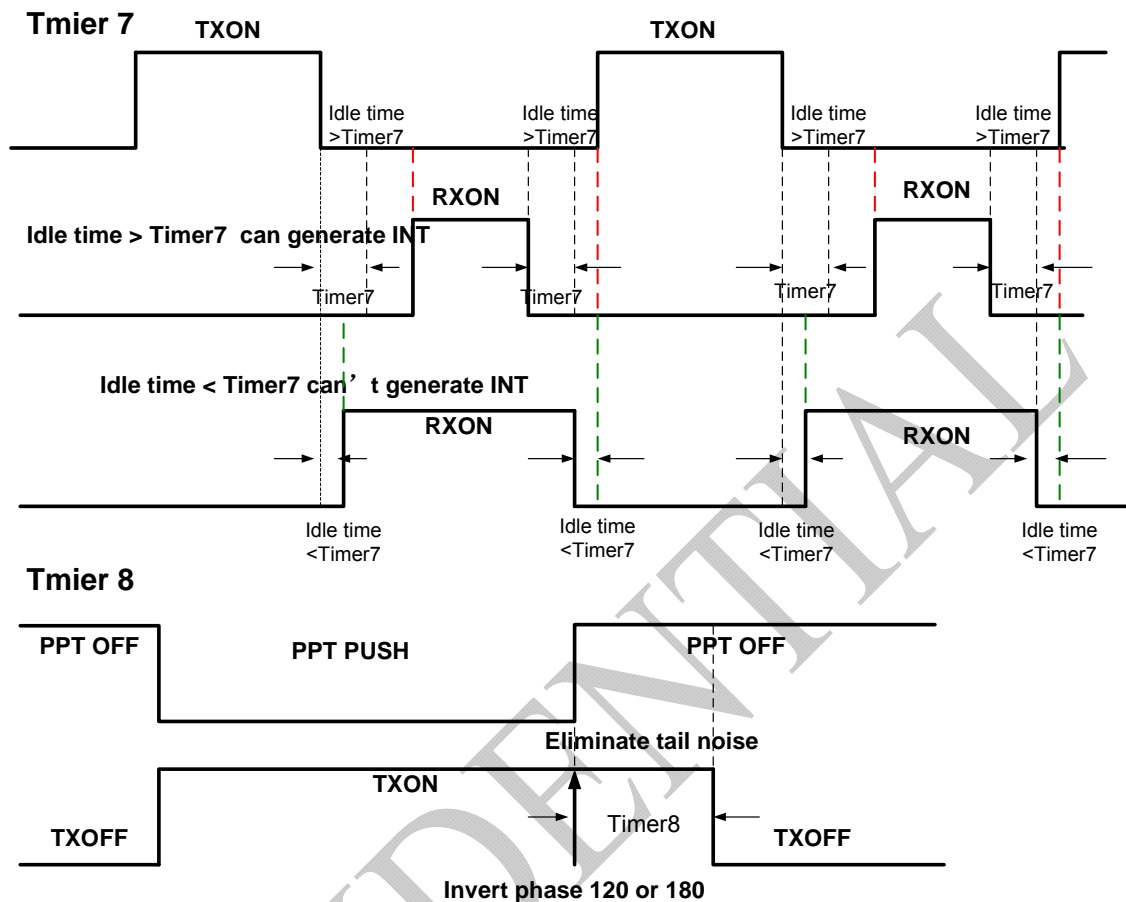 Tmier 7
TXON
TXON
Idle time
>Timer7
Idle time
>Timer7
Idle time
>Timer7
Idle time
>Timer7
RXON
RXON
Idle time > Timer7 can generate INT
Timer7
Timer7
Timer7
Timer7
Idle time < Timer7 can’t generate INT
RXON
RXON
Idle time
<Timer7
Idle time
<Timer7
Idle time
<Timer7
Idle time
<Timer7
Tmier 8
PPT OFF
PPT PUSH
PPT OFF
Eliminate tail noise
TXON
TXOFF
Timer8
TXOFF
Invert phase 120 or 180
DENTIAL